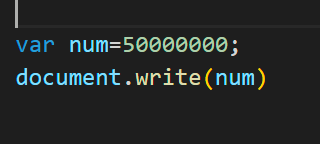 var num=50000000;
document.write(num)